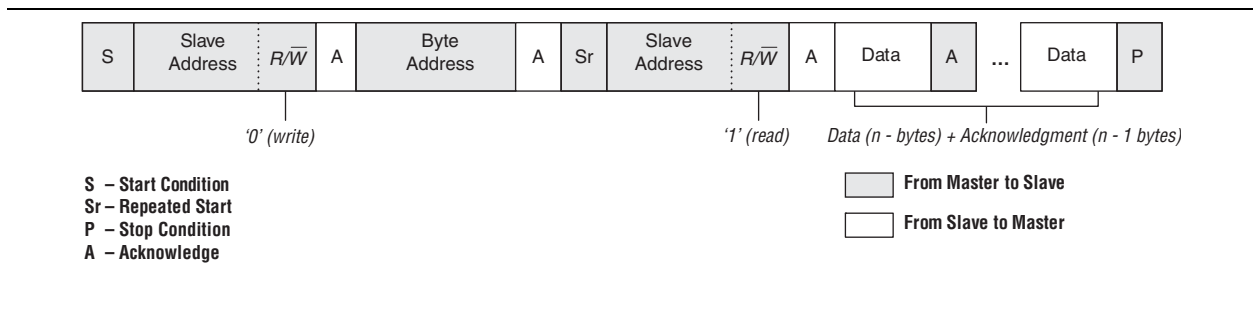 S Slave Address R/W̅ A Byte Address A Sr Slave Address R/W̅ A Data A ... Data P
‘0’ (write) ‘1’ (read) Data (n - bytes) + Acknowledgment (n - 1 bytes)
S – Start Condition
Sr – Repeated Start
P – Stop Condition
A – Acknowledge
From Master to Slave
From Slave to Master